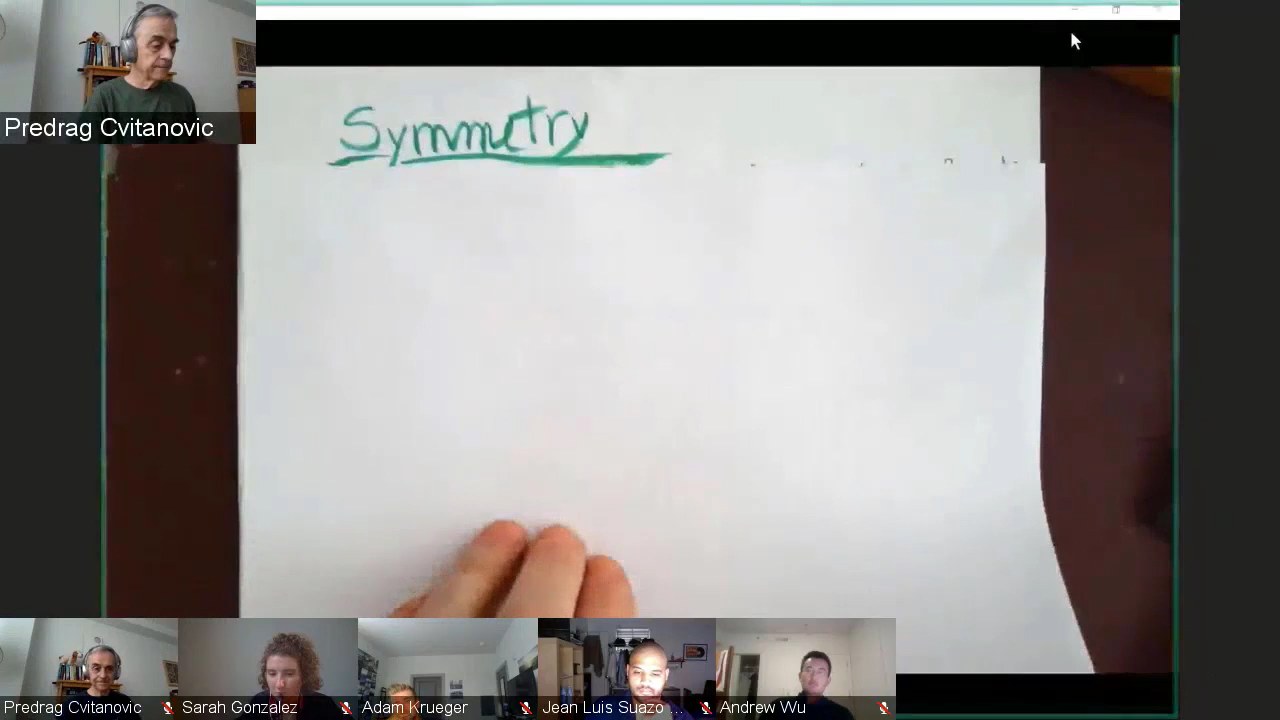 Predrag Cvitanovic
Symmetry
Predrag Cvitanovic
Sarah Gonzalez
Adam Krueger
Jean Luis Suazo ...
Andrew Wu